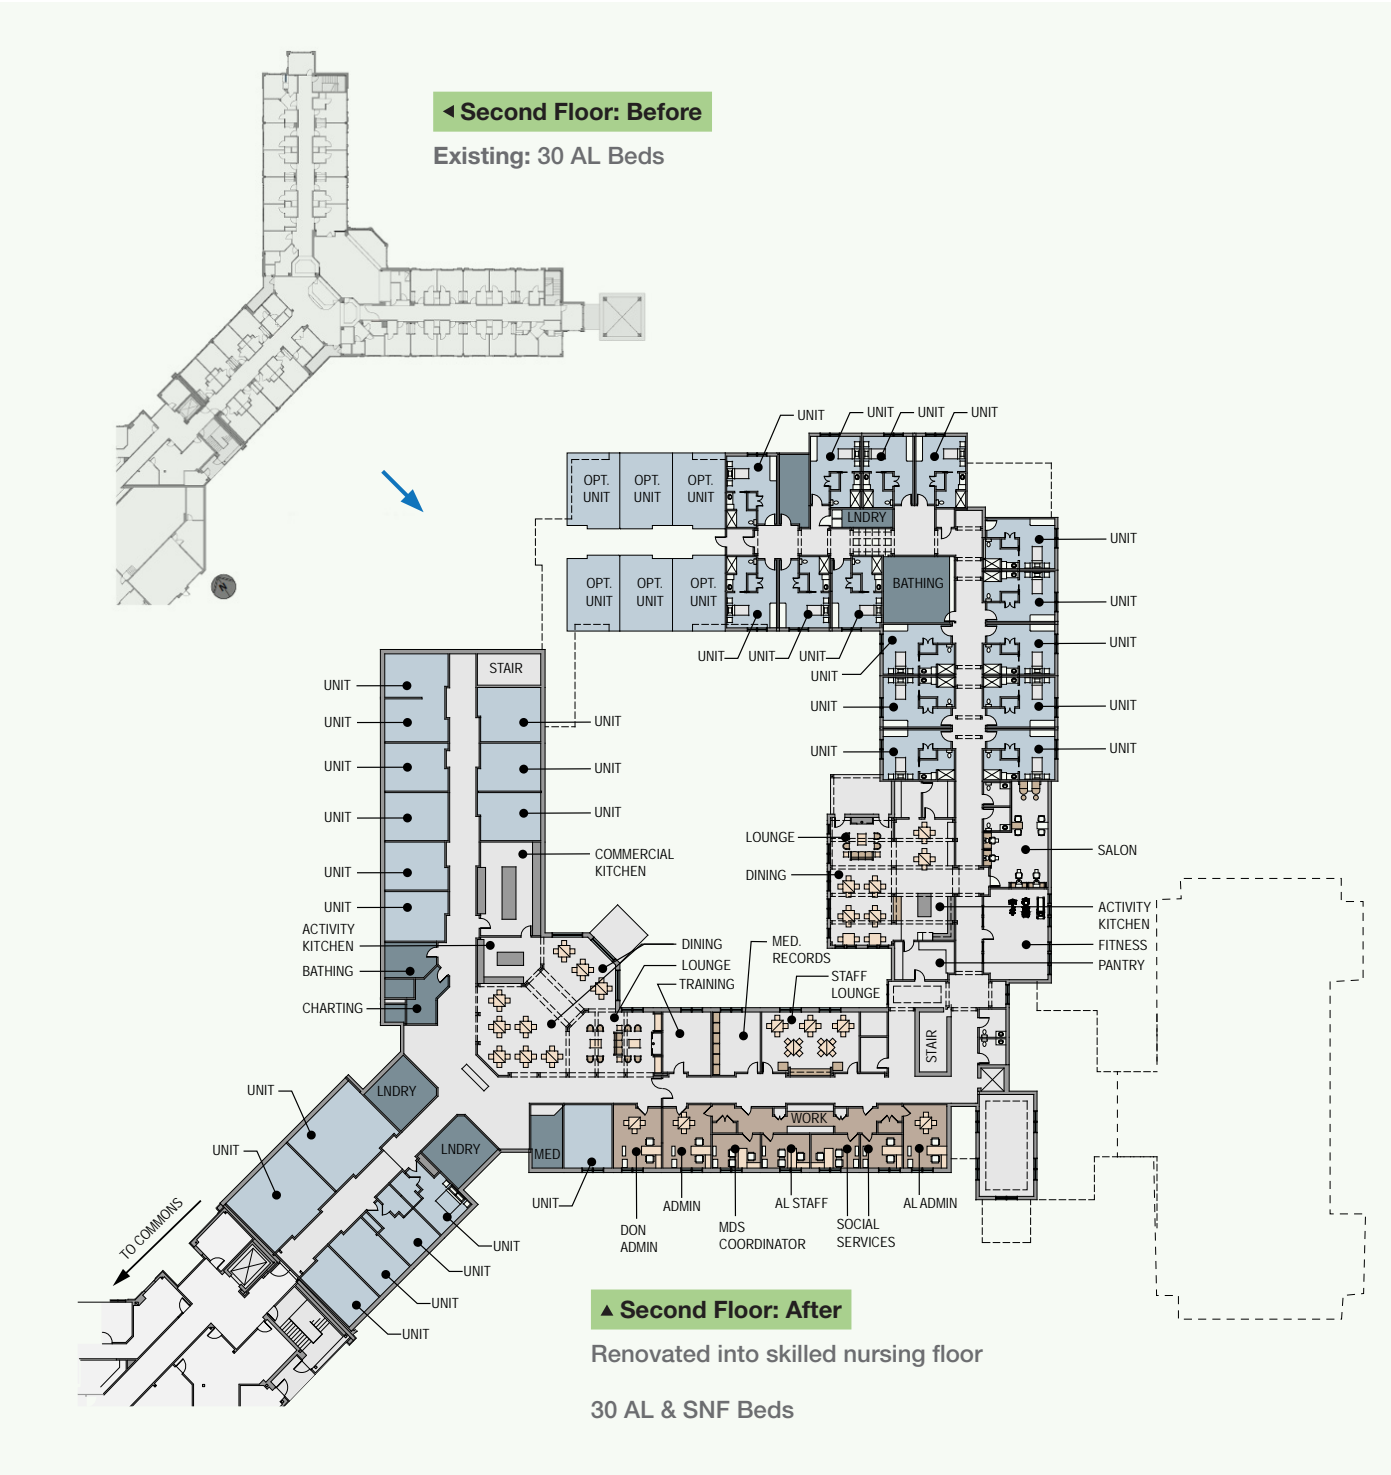 Second Floor: Before
Existing: 30 AL Beds
N
UNIT
UNIT
UNIT
UNIT
OPT.
UNIT
OPT.
UNIT
OPT.
UNIT
LNDRY
UNIT
OPT.
UNIT
OPT.
UNIT
OPT.
UNIT
BATHING
UNIT
UNIT
UNIT
UNIT
UNIT
UNIT
UNIT
UNIT
UNIT
UNIT
UNIT
STAIR
UNIT
UNIT
UNIT
UNIT
UNIT
UNIT
UNIT
UNIT
UNIT
LOUNGE
DINING
SALON
COMMERCIAL
KITCHEN
ACTIVITY
KITCHEN
BATHING
CHARTING
DINING
LOUNGE
TRAINING
MED.
RECORDS
STAFF
LOUNGE
ACTIVITY
KITCHEN
FITNESS
PANTRY
STAIR
UNIT
LNDRY
UNIT
LNDRY
MED
WORK
UNIT
DON
ADMIN
ADMIN
MDS
COORDINATOR
AL STAFF
SOCIAL
SERVICES
AL ADMIN
TO COMMONS
UNIT
UNIT
UNIT
UNIT
Second Floor: After
Renovated into skilled nursing floor
30 AL & SNF Beds